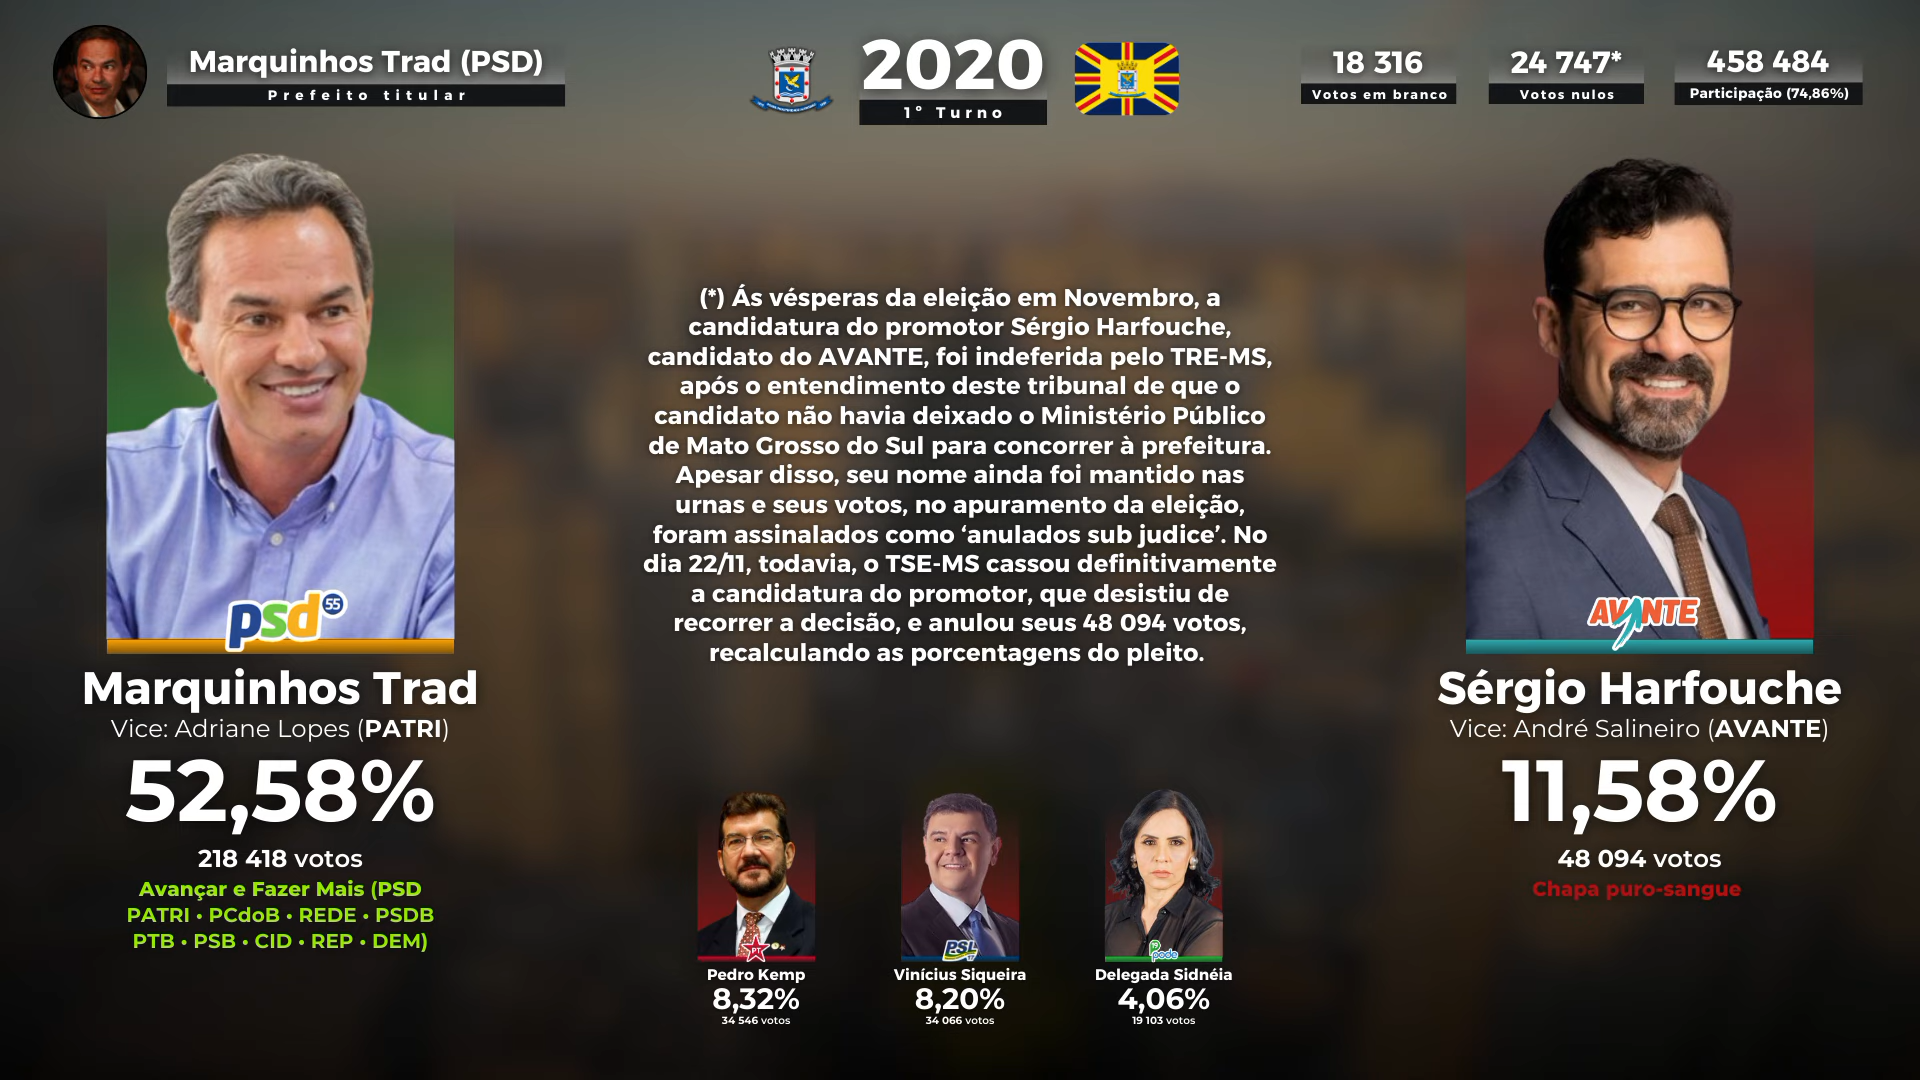 Marquinhos Trad (PSD)
Prefeito titular
2020
1º Turno
18 316
Votos em branco
24 747*
Votos nulos
458 484
Participação (74,86%)
(*) Ás vésperas da eleição em Novembro, a
candidatura do promotor Sérgio Harfouche,
candidato do AVANTE, foi indeferida pelo TRE-MS,
após o entendimento deste tribunal de que o
candidato não havia deixado o Ministério Público
de Mato Grosso do Sul para concorrer à prefeitura.
Apesar disso, seu nome ainda foi mantido nas
urnas e seus votos, no apuramento da eleição,
foram assinalados como ‘anulados sub judice’. No
dia 22/11, todavia, o TSE-MS cassou definitivamente
a candidatura do promotor, que desistiu de
recorrer a decisão, e anulou seus 48 094 votos,
recalculando as porcentagens do pleito.
psd 55
Marquinhos Trad
Vice: Adriane Lopes (PATRI)
52,58%
218 418 votos
Avançar e Fazer Mais (PSD
PATRI • PCdoB • REDE • PSDB
PTB • PSB • CID • REP • DEM)
AVANTE
Sérgio Harfouche
Vice: André Salineiro (AVANTE)
11,58%
48 094 votos
Chapa puro-sangue
PT
Pedro Kemp
8,32%
34 546 votos
PSL
17
Vinícius Siqueira
8,20%
34 066 votos
19
pode
Delegada Sidnéia
4,06%
19 103 votos